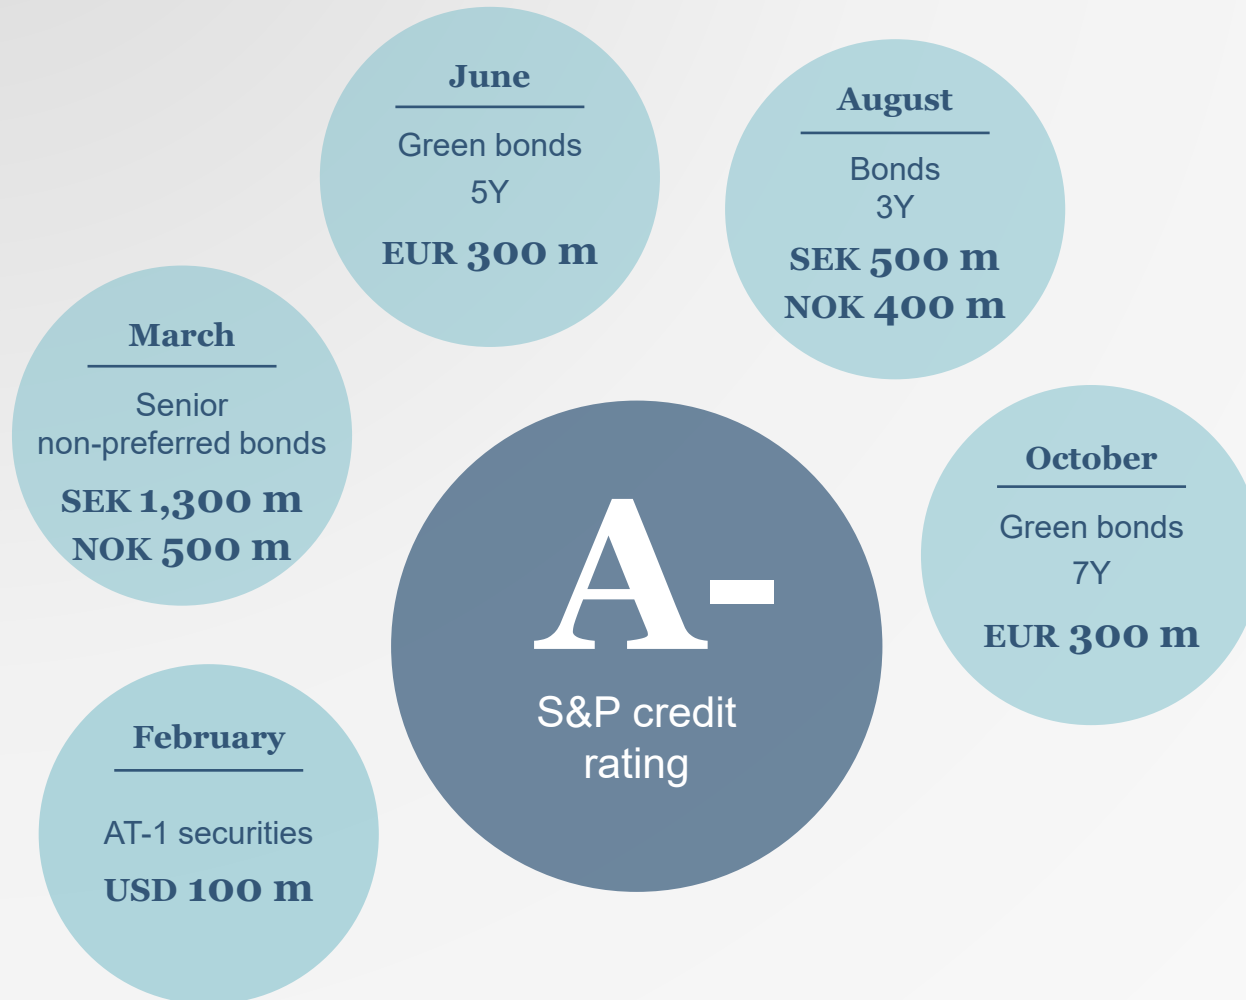 June
Green bonds
5Y
EUR 300 m
August
Bonds
3Y
SEK 500 m
NOK 400 m
March
Senior
non-preferred bonds
SEK 1,300 m
NOK 500 m
October
Green bonds
7Y
EUR 300 m
A-
S&P credit
rating
February
AT-1 securities
USD 100 m